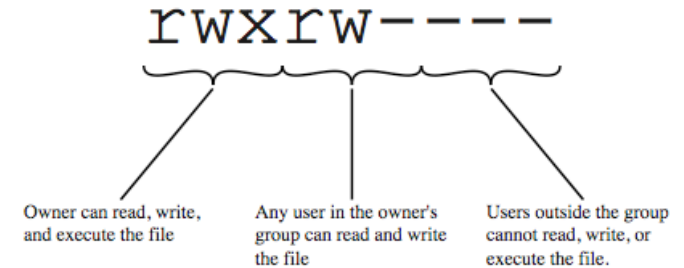 rwxrw----
Owner can read, write,
and execute the file
Any user in the owner's
group can read and write
the file
Users outside the group
cannot read, write, or
execute the file.